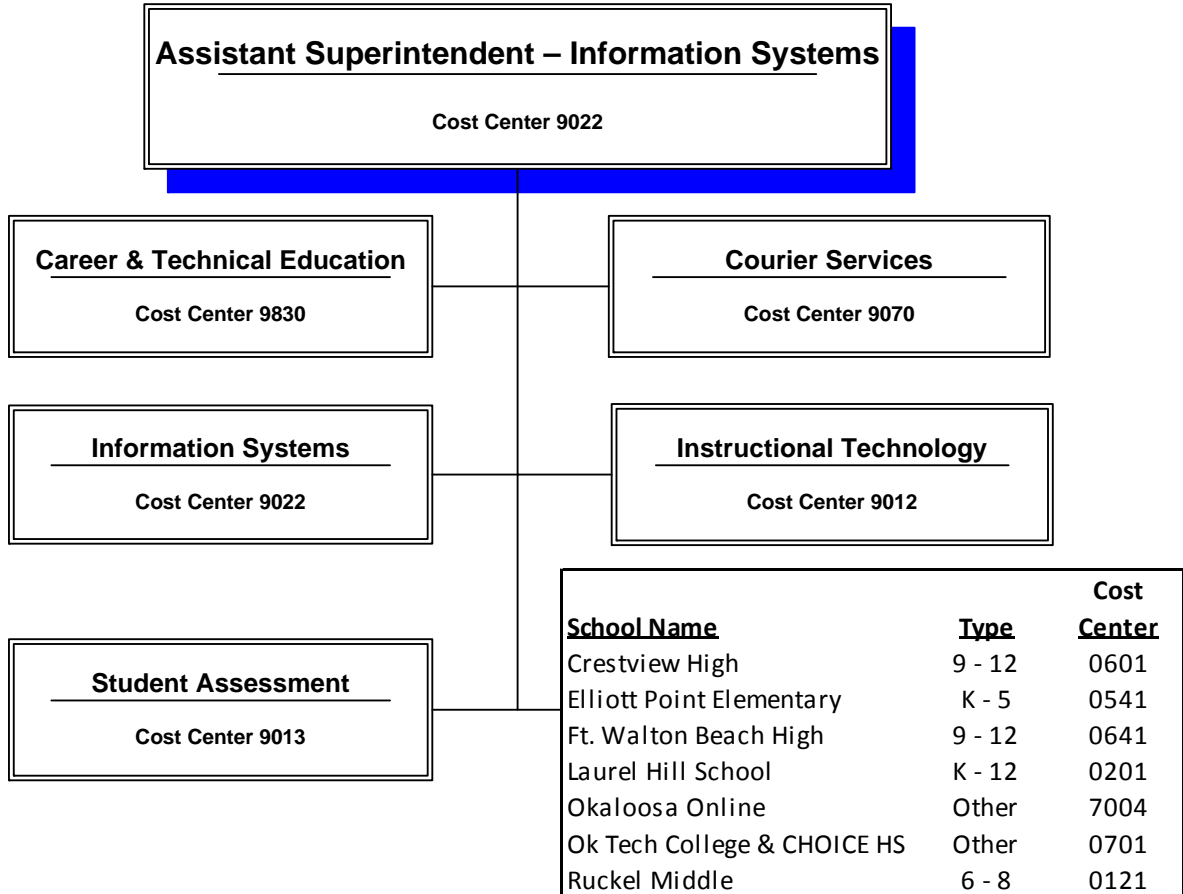 Assistant Superintendent – Information Systems
Cost Center 9022
Career & Technical Education
Cost Center 9830
Courier Services
Cost Center 9070
Information Systems
Cost Center 9022
Instructional Technology
Cost Center 9012
Student Assessment
Cost Center 9013
Cost
School Name Type Center
Crestview High 9 - 12 0601
Elliott Point Elementary K - 5 0541
Ft. Walton Beach High 9 - 12 0641
Laurel Hill School K - 12 0201
Okaloosa Online Other 7004
Ok Tech College & CHOICE HS Other 0701
Ruckel Middle 6 - 8 0121